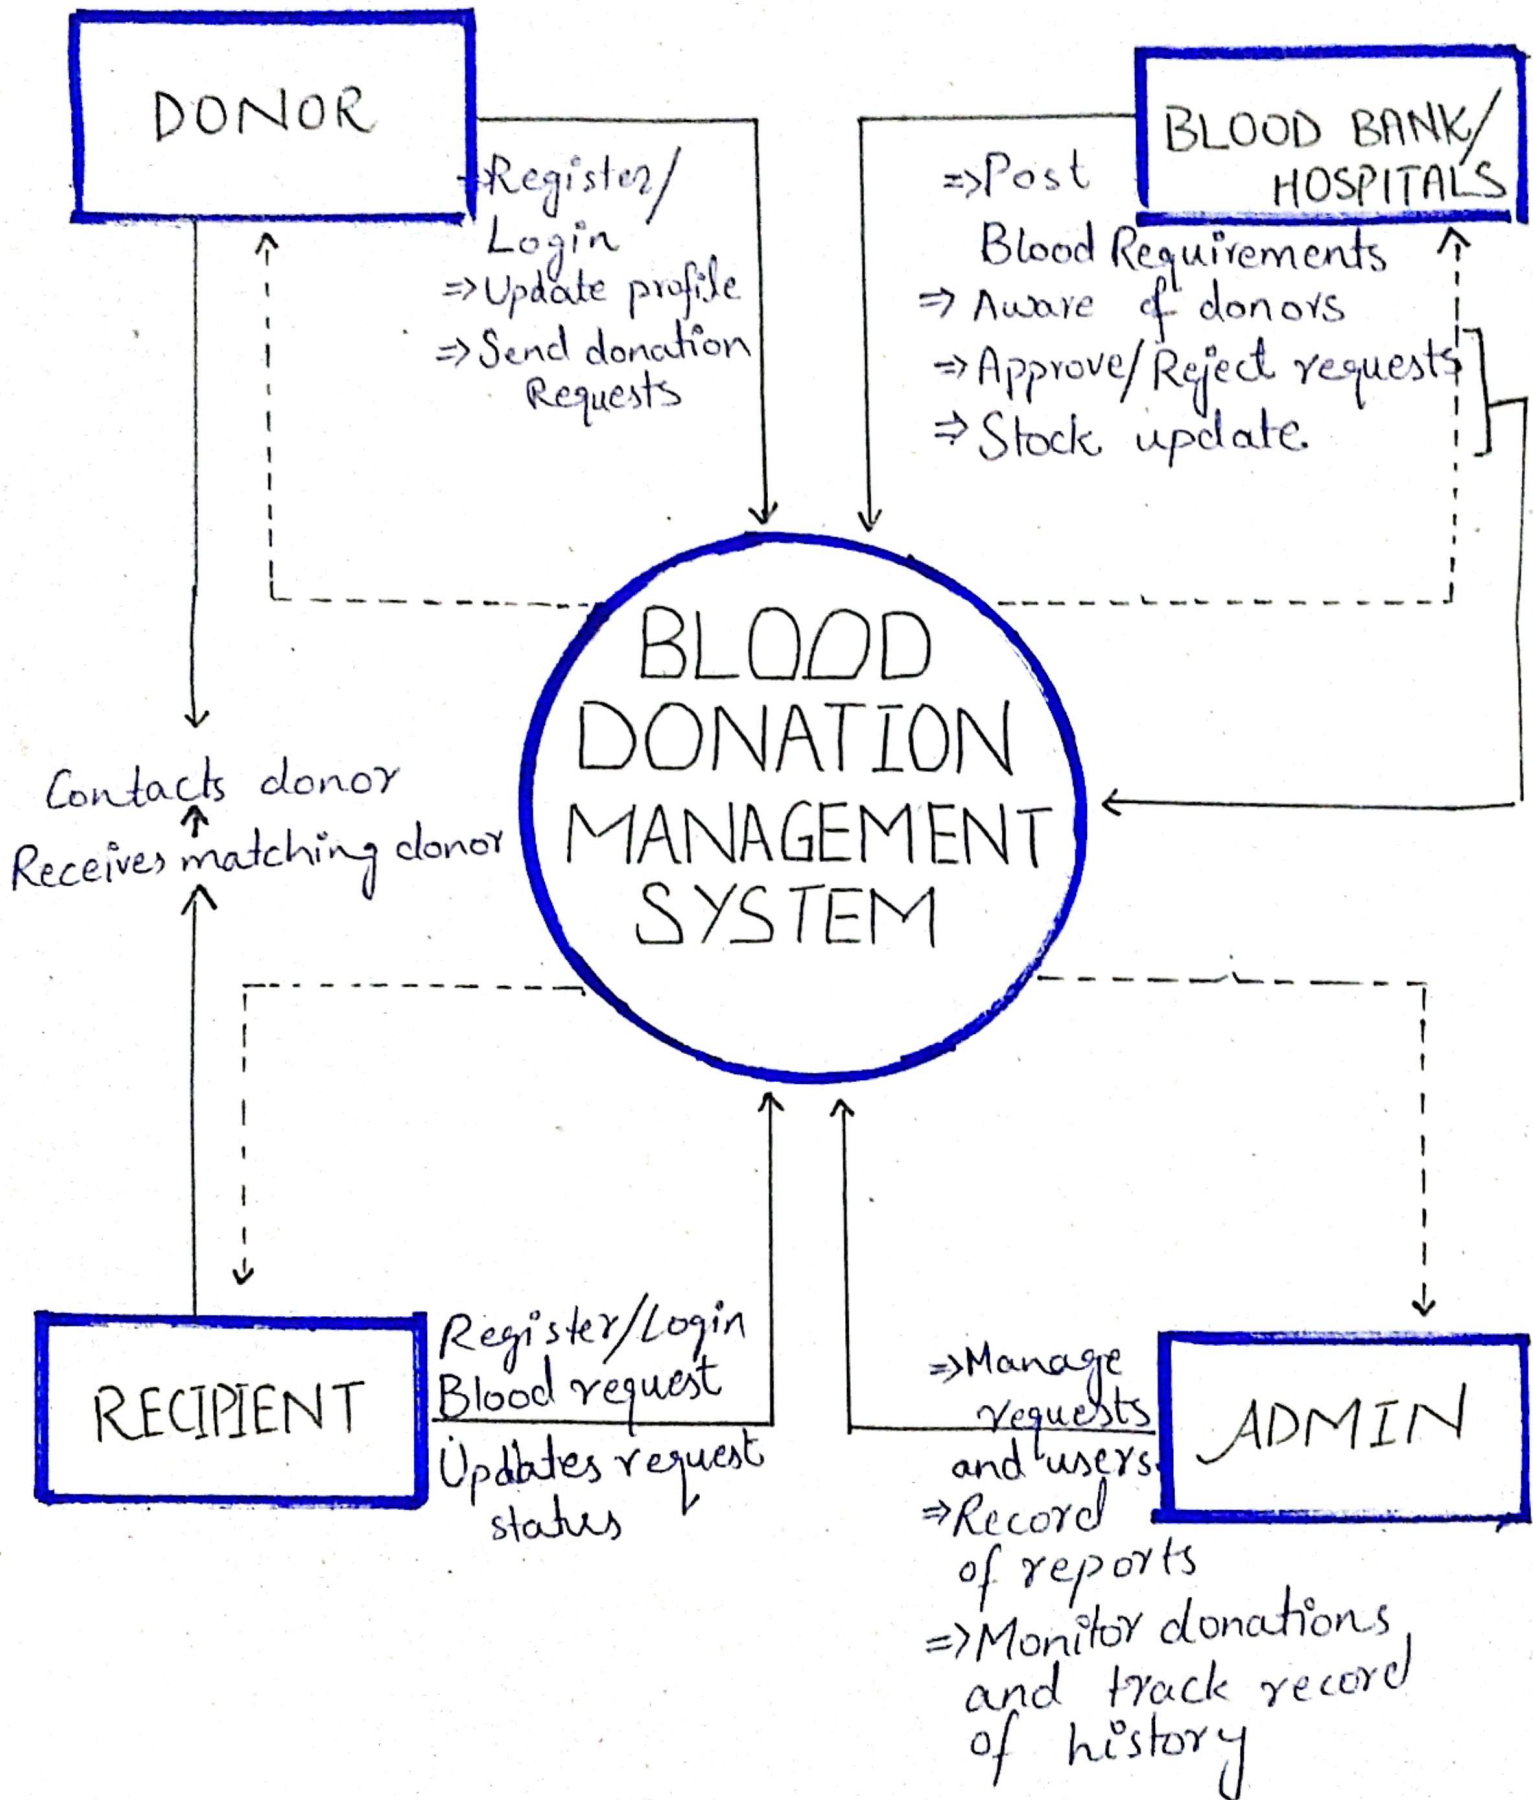 DONOR
⇒Register/
Login
⇒Update profile
⇒Send donation
Requests
BLOOD BANK/
HOSPITALS
⇒Post
Blood Requirements
⇒Aware of donors
⇒Approve/Reject requests
⇒Stock update.
BLOOD
DONATION
MANAGEMENT
SYSTEM
Contacts donor
Receives matching donor
RECIPIENT
Register/Login
Blood request
Updates request
status
ADMIN
⇒Manage
requests
and users.
⇒Record
of reports
⇒Monitor donations
and track record
of history